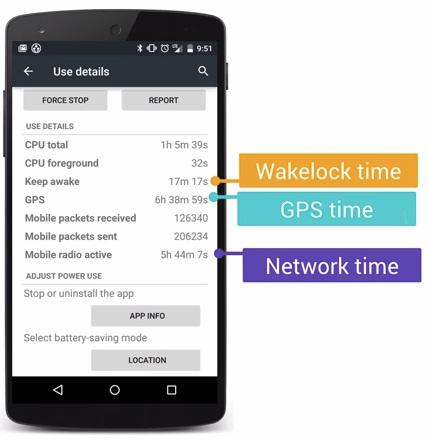 9:51
Use details
FORCE STOP REPORT
USE DETAILS
CPU total 1h 5m 39s
CPU foreground 32s
Keep awake 17m 17s
GPS 6h 38m 59s
Mobile packets received 126340
Mobile packets sent 206234
Mobile radio active 5h 44m 7s
ADJUST POWER USE
Stop or uninstall the app
APP INFO
Select battery-saving mode
LOCATION
Wakelock time
GPS time
Network time